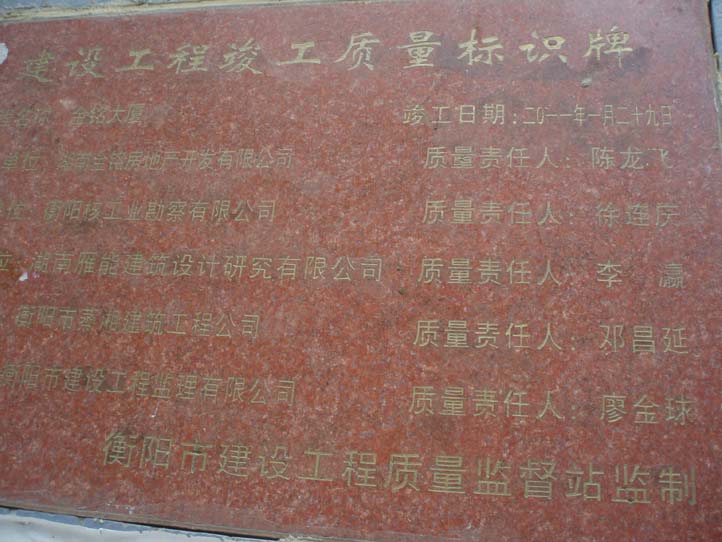 建设工程竣工质量标识牌
名称：金铭大厦 竣工日期：二0一一年一月二十九日
单位：湖南金铭房地产开发有限公司 质量责任人：陈龙飞
位：衡阳核工业勘察有限公司 质量责任人：徐连庆
位：湖南雁能建筑设计研究有限公司 质量责任人：李 瀛
衡阳市蒸湘建筑工程公司 质量责任人：邓昌延
衡阳市建设工程监理有限公司 质量责任人：廖金球
衡阳市建设工程质量监督站监制